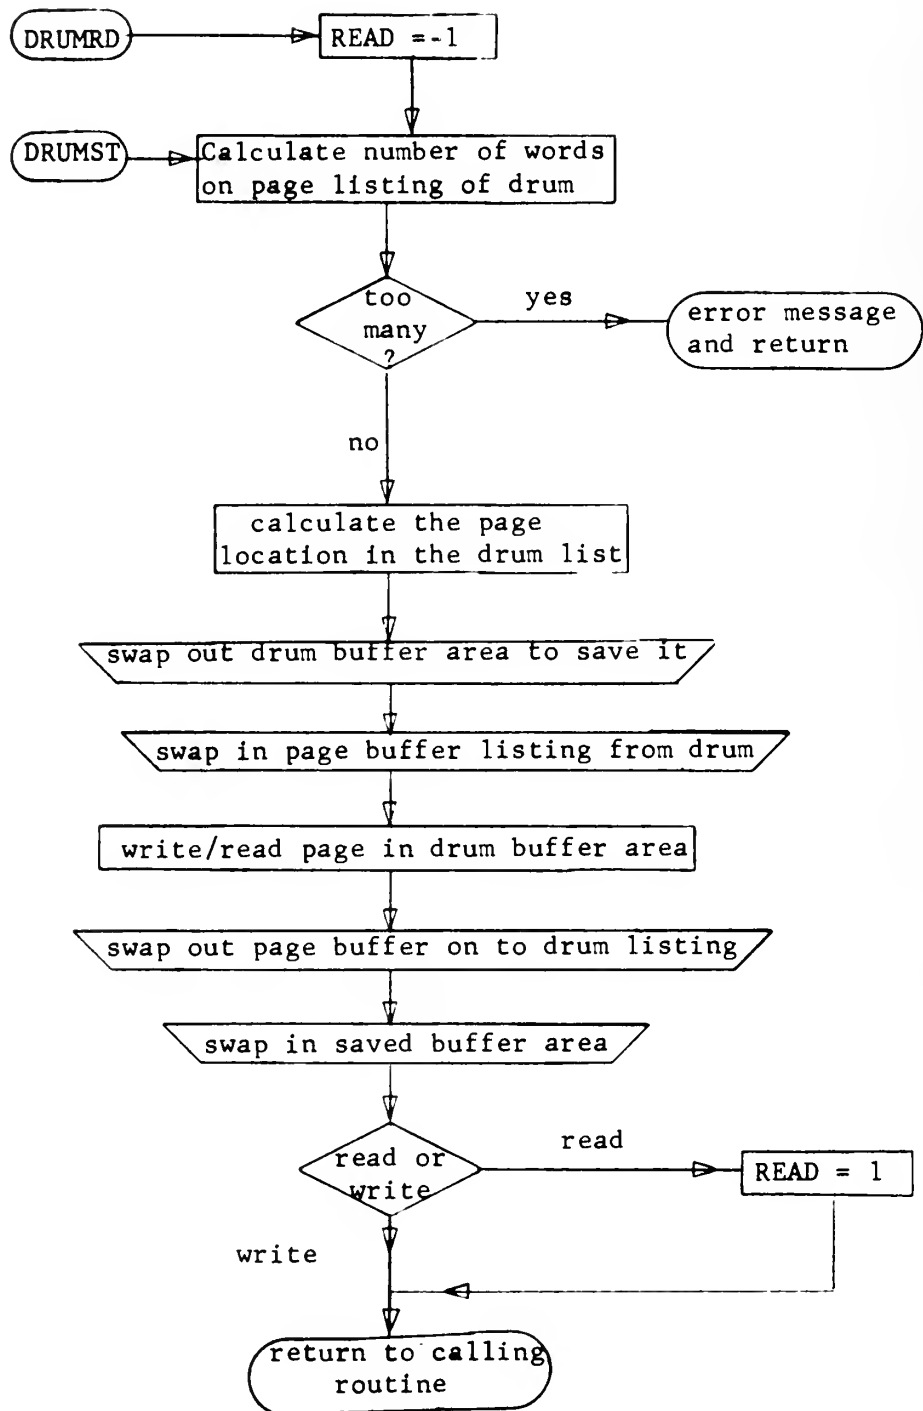 DRUMRD
READ =-1
DRUMST
Calculate number of words
on page listing of drum
too
many
?
yes
error message
and return
no
calculate the page
location in the drum list
swap out drum buffer area to save it
swap in page buffer listing from drum
write/read page in drum buffer area
swap out page buffer on to drum listing
swap in saved buffer area
read or
write
read
READ = 1
write
return to calling
routine